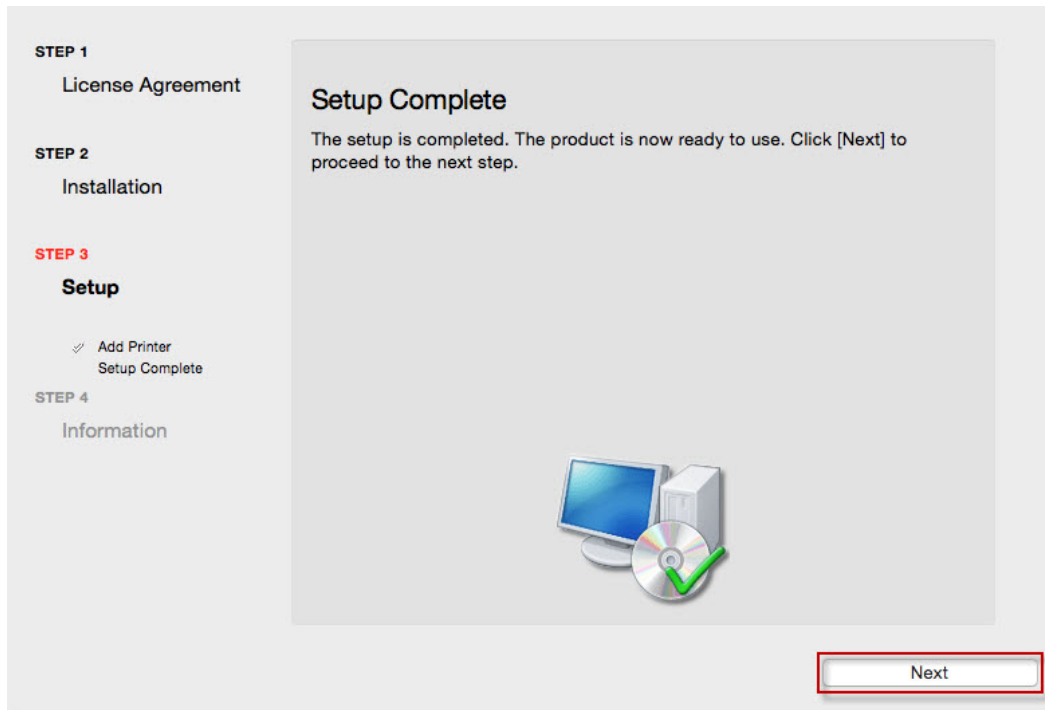 STEP 1
License Agreement
STEP 2
Installation
STEP 3
Setup
Add Printer
Setup Complete
STEP 4
Information
Setup Complete
The setup is completed. The product is now ready to use. Click [Next] to
proceed to the next step.
Next